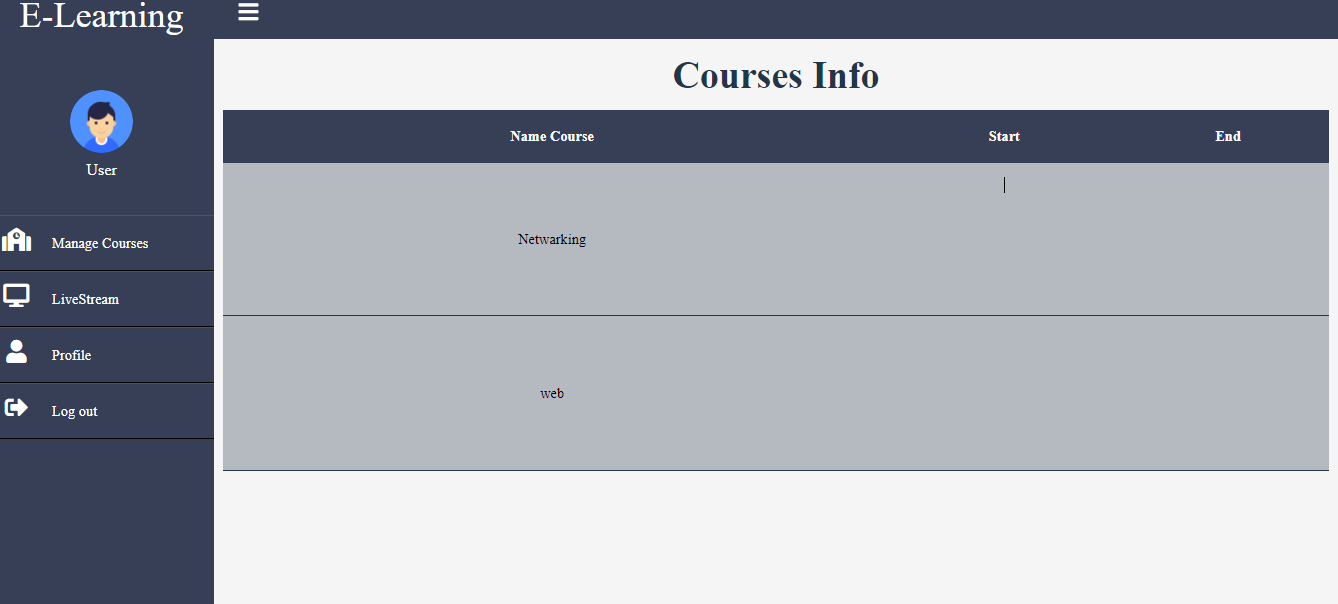 E-Learning
User
Manage Courses
LiveStream
Profile
Log out
Courses Info
Name Course Start End
Netwarking
web